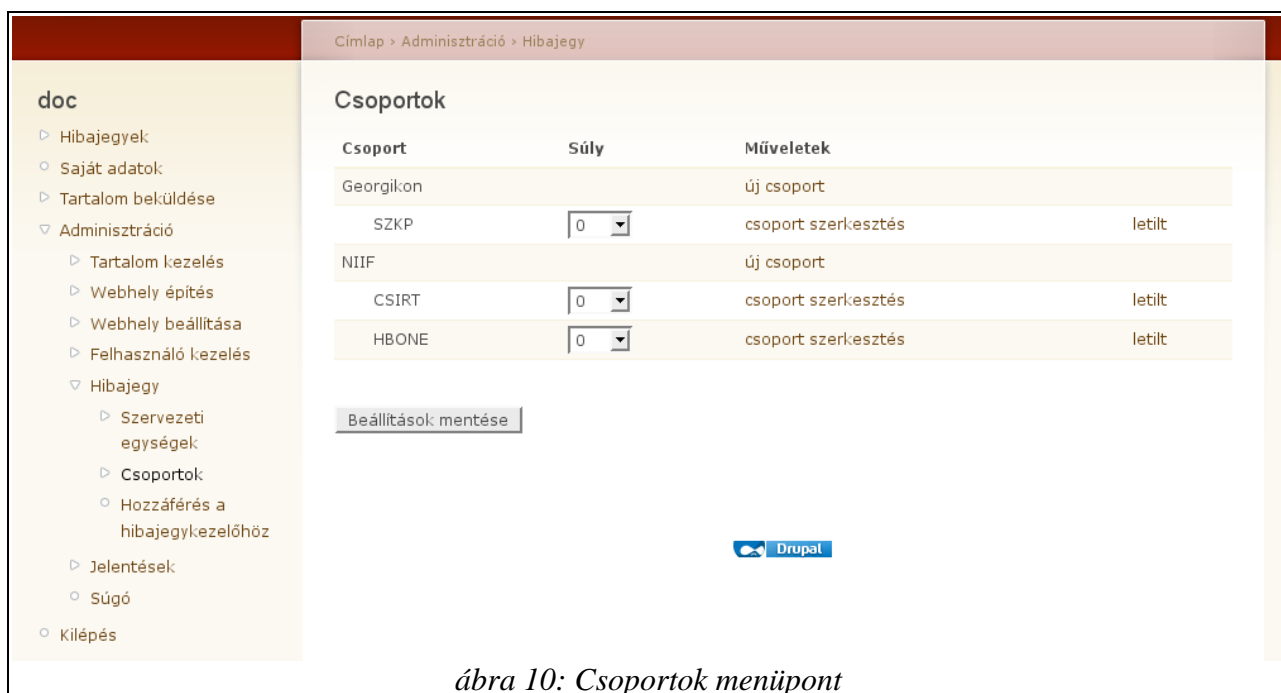 Címlap › Adminisztráció › Hibajegy
doc
Hibajegyek
Saját adatok
Tartalom beküldése
Adminisztráció
Tartalom kezelés
Webhely építés
Webhely beállítása
Felhasználó kezelés
Hibajegy
Szervezeti
egységek
Csoportok
Hozzáférés a
hibajegykezelőhöz
Jelentések
Súgó
Kilépés
Csoportok
Csoport Súly Műveletek
Georgikon új csoport
SZKP 0 csoport szerkesztés letilt
NIIF új csoport
CSIRT 0 csoport szerkesztés letilt
HBONE 0 csoport szerkesztés letilt
Beállítások mentése
Drupal
ábra 10: Csoportok menüpont